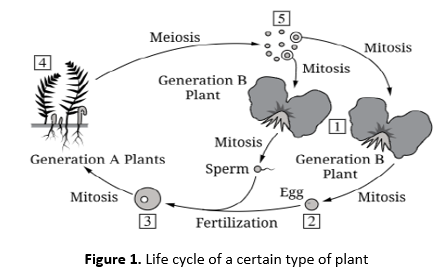 5
Meiosis
Mitosis
4
Mitosis
Generation B
Plant
1
Mitosis
Generation A Plants
Sperm
Generation B
Plant
Egg
Mitosis
Mitosis
3
2
Fertilization
Figure 1. Life cycle of a certain type of plant